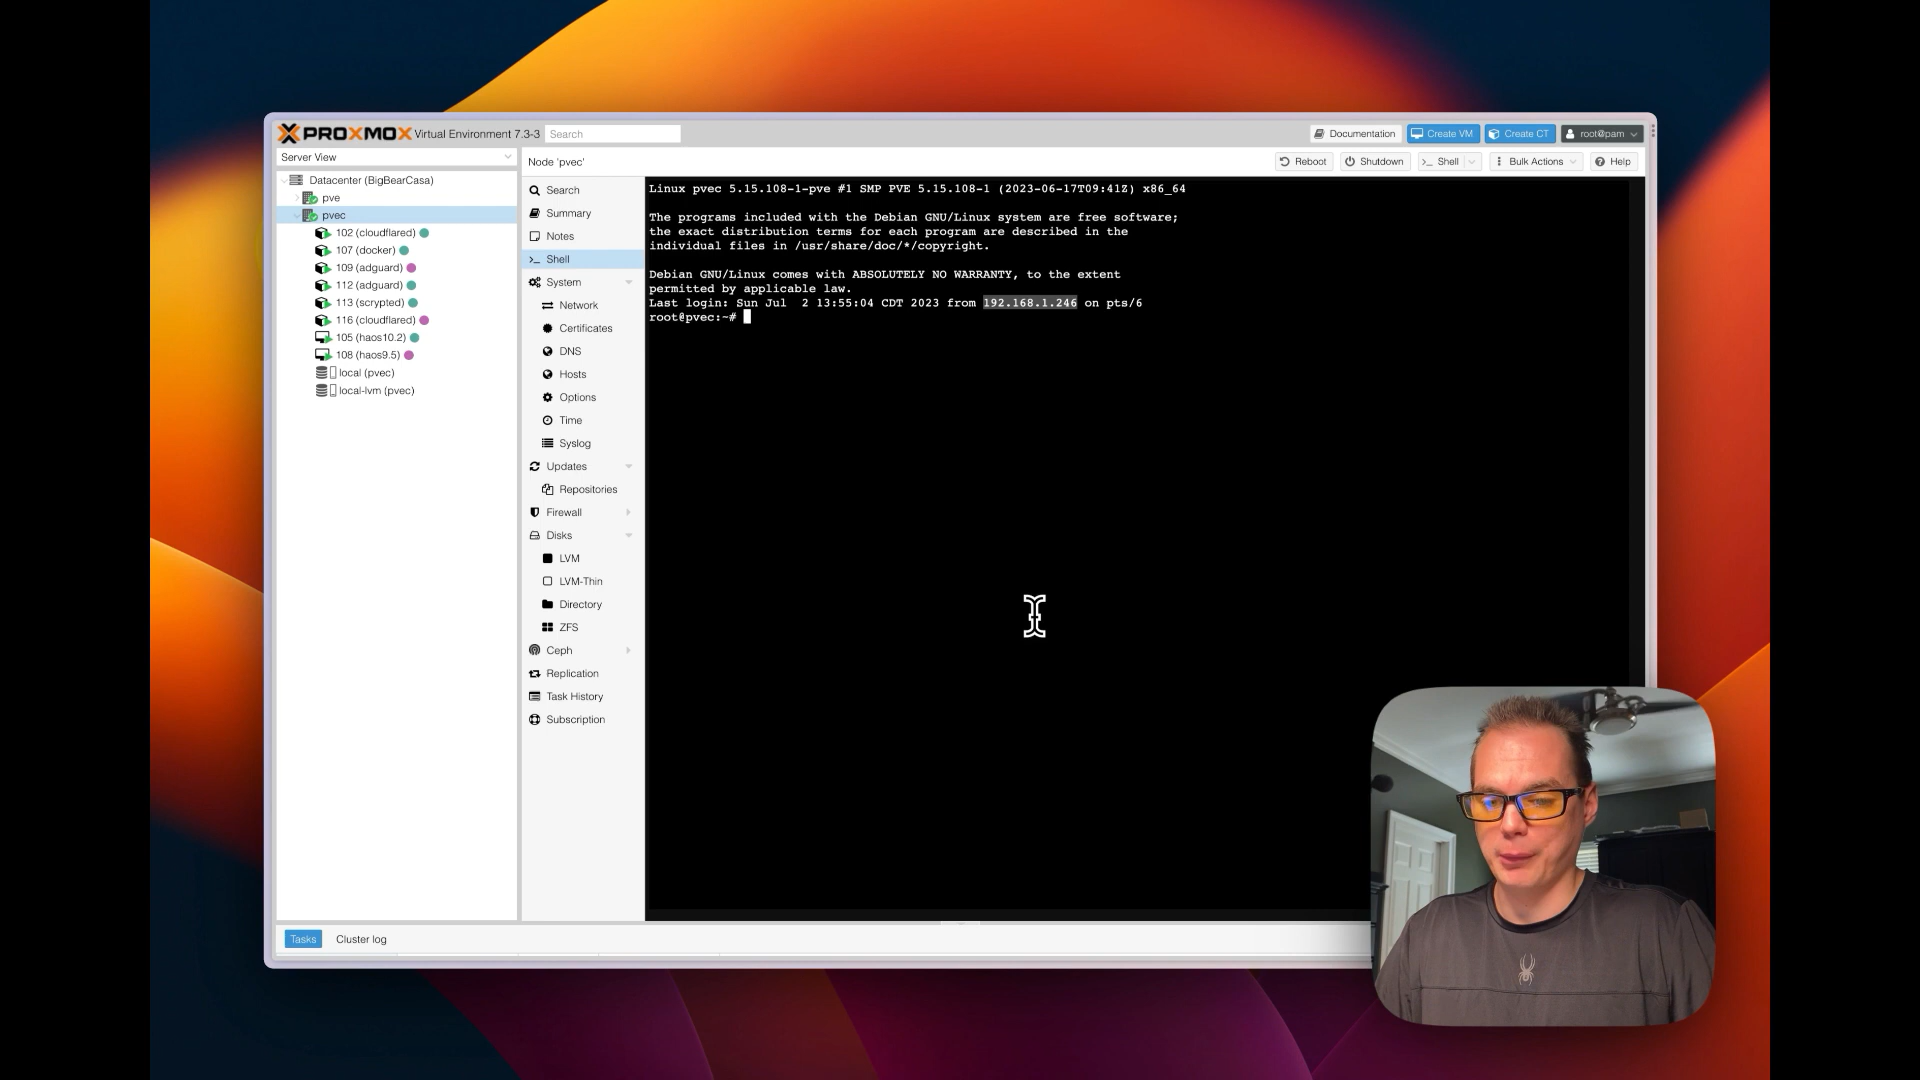 PROXMOX Virtual Environment 7.3-3 Search Documentation Create VM Create CT root@pam
Server View
Node 'pvec' Reboot Shutdown >_ Shell Bulk Actions Help
Datacenter (BigBearCasa)
pve
pvec
102 (cloudflared)
107 (docker)
109 (adguard)
112 (adguard)
113 (scrypted)
116 (cloudflared)
105 (haos10.2)
108 (haos9.5)
local (pvec)
local-lvm (pvec)
Search
Summary
Notes
>_ Shell
System
Network
Certificates
DNS
Hosts
Options
Time
Syslog
Updates
Repositories
Firewall
Disks
LVM
LVM-Thin
Directory
ZFS
Ceph
Replication
Task History
Subscription
Linux pvec 5.15.108-1-pve #1 SMP PVE 5.15.108-1 (2023-06-17T09:41Z) x86_64
The programs included with the Debian GNU/Linux system are free software;
the exact distribution terms for each program are described in the
individual files in /usr/share/doc/*/copyright.
Debian GNU/Linux comes with ABSOLUTELY NO WARRANTY, to the extent
permitted by applicable law.
Last login: Sun Jul  2 13:55:04 CDT 2023 from 192.168.1.246 on pts/6
root@pvec:~#
Tasks Cluster log